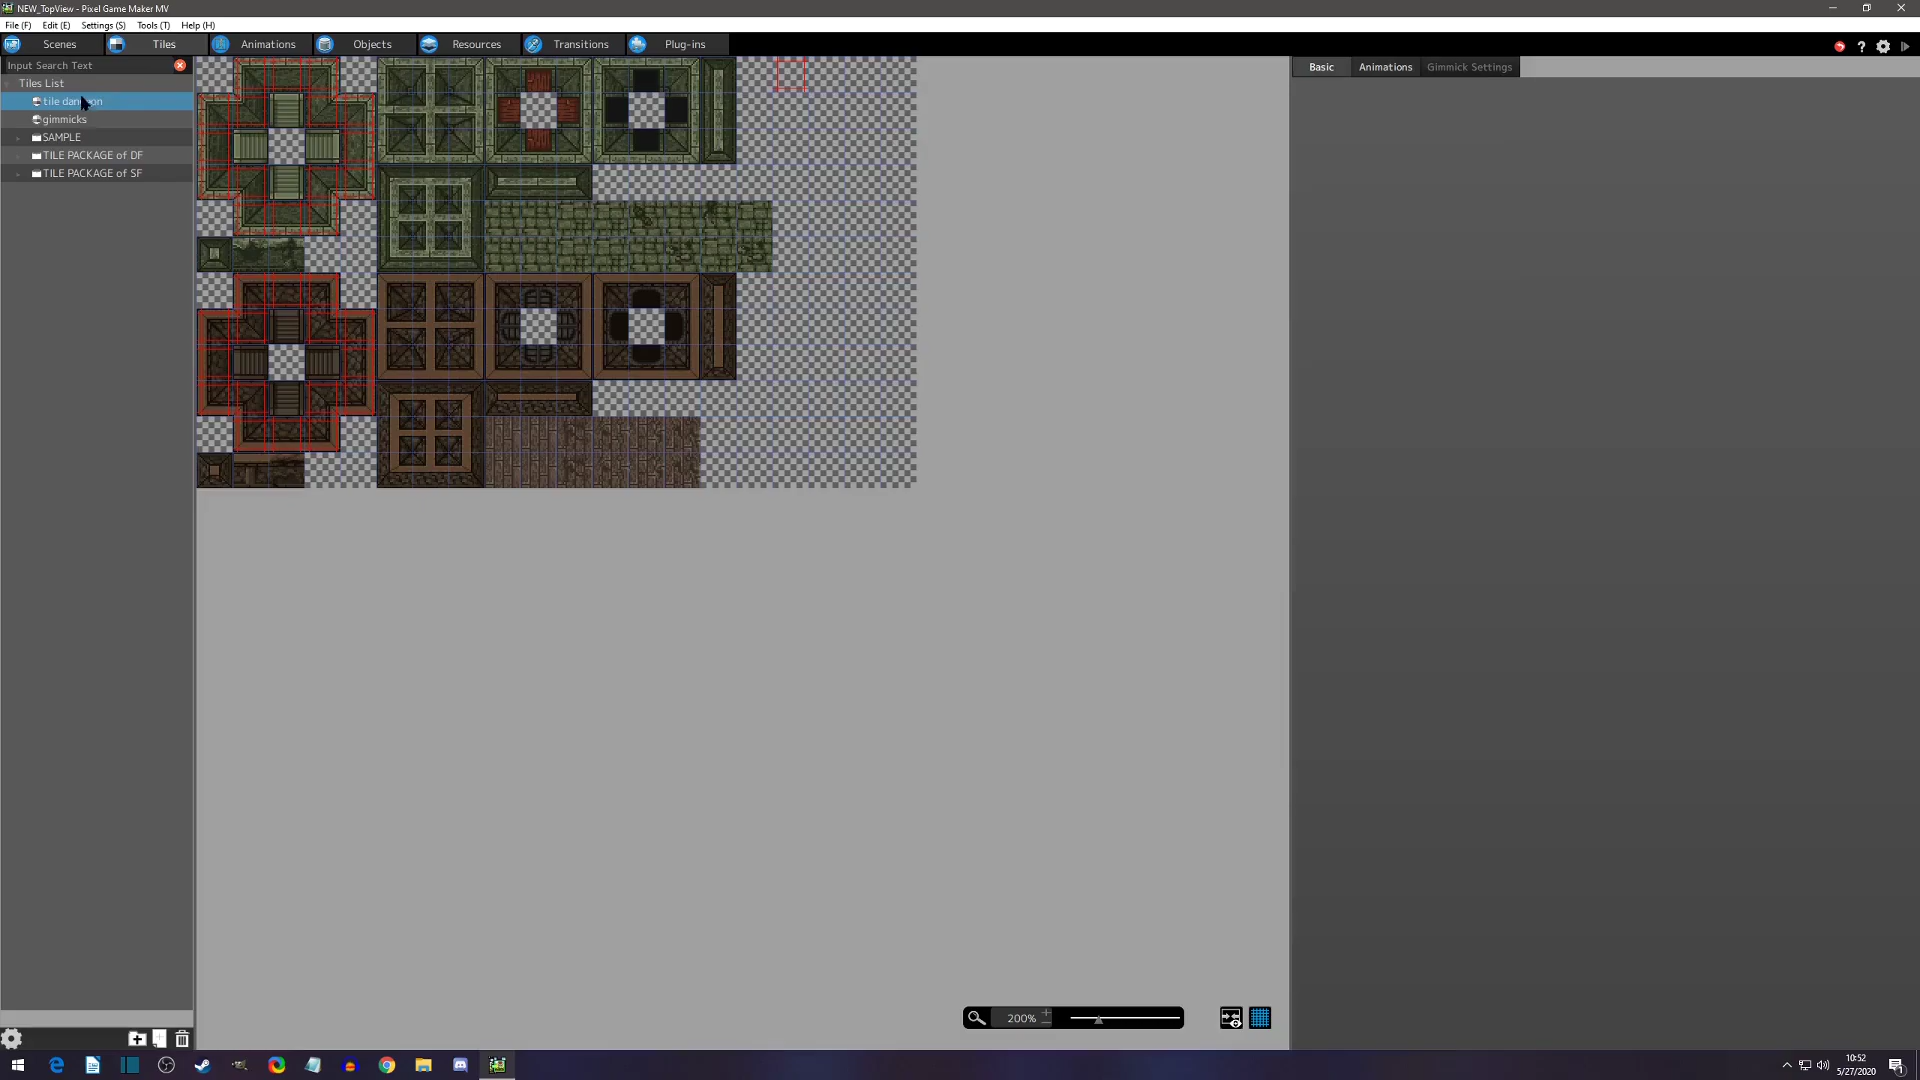 NEW_TopView - Pixel Game Maker MV
File (F) Edit (E) Settings (S) Tools (T) Help (H)
Scenes Tiles Animations Objects Resources Transitions Plug-ins
Input Search Text
Basic Animations Gimmick Settings
Tiles List
tile
gimmicks
SAMPLE
TILE PACKAGE of DF
TILE PACKAGE of SF
200%
10:52
5/27/2020